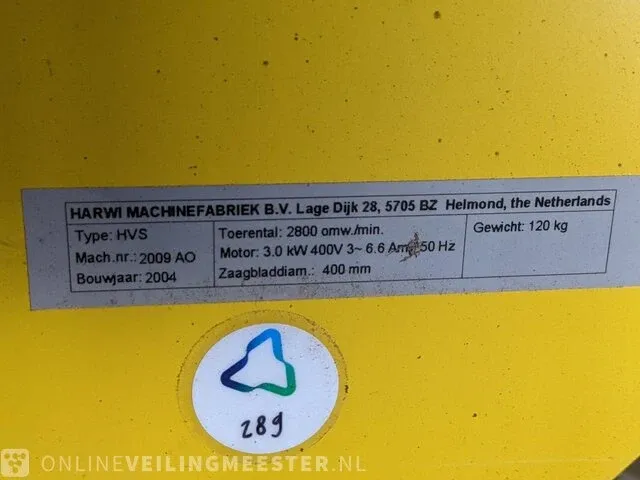 HARWI MACHINEFABRIEK B.V. Lage Dijk 28, 5705 BZ Helmond, the Netherlands
Type: HVS
Mach.nr.: 2009 AO
Bouwjaar: 2004
Toerental: 2800 omw./min.
Motor: 3.0 kW 400V 3~ 6.6 Am 50 Hz
Zaagbladdiam.: 400 mm
Gewicht: 120 kg
289
ONLINEVEILINGMEESTER.NL